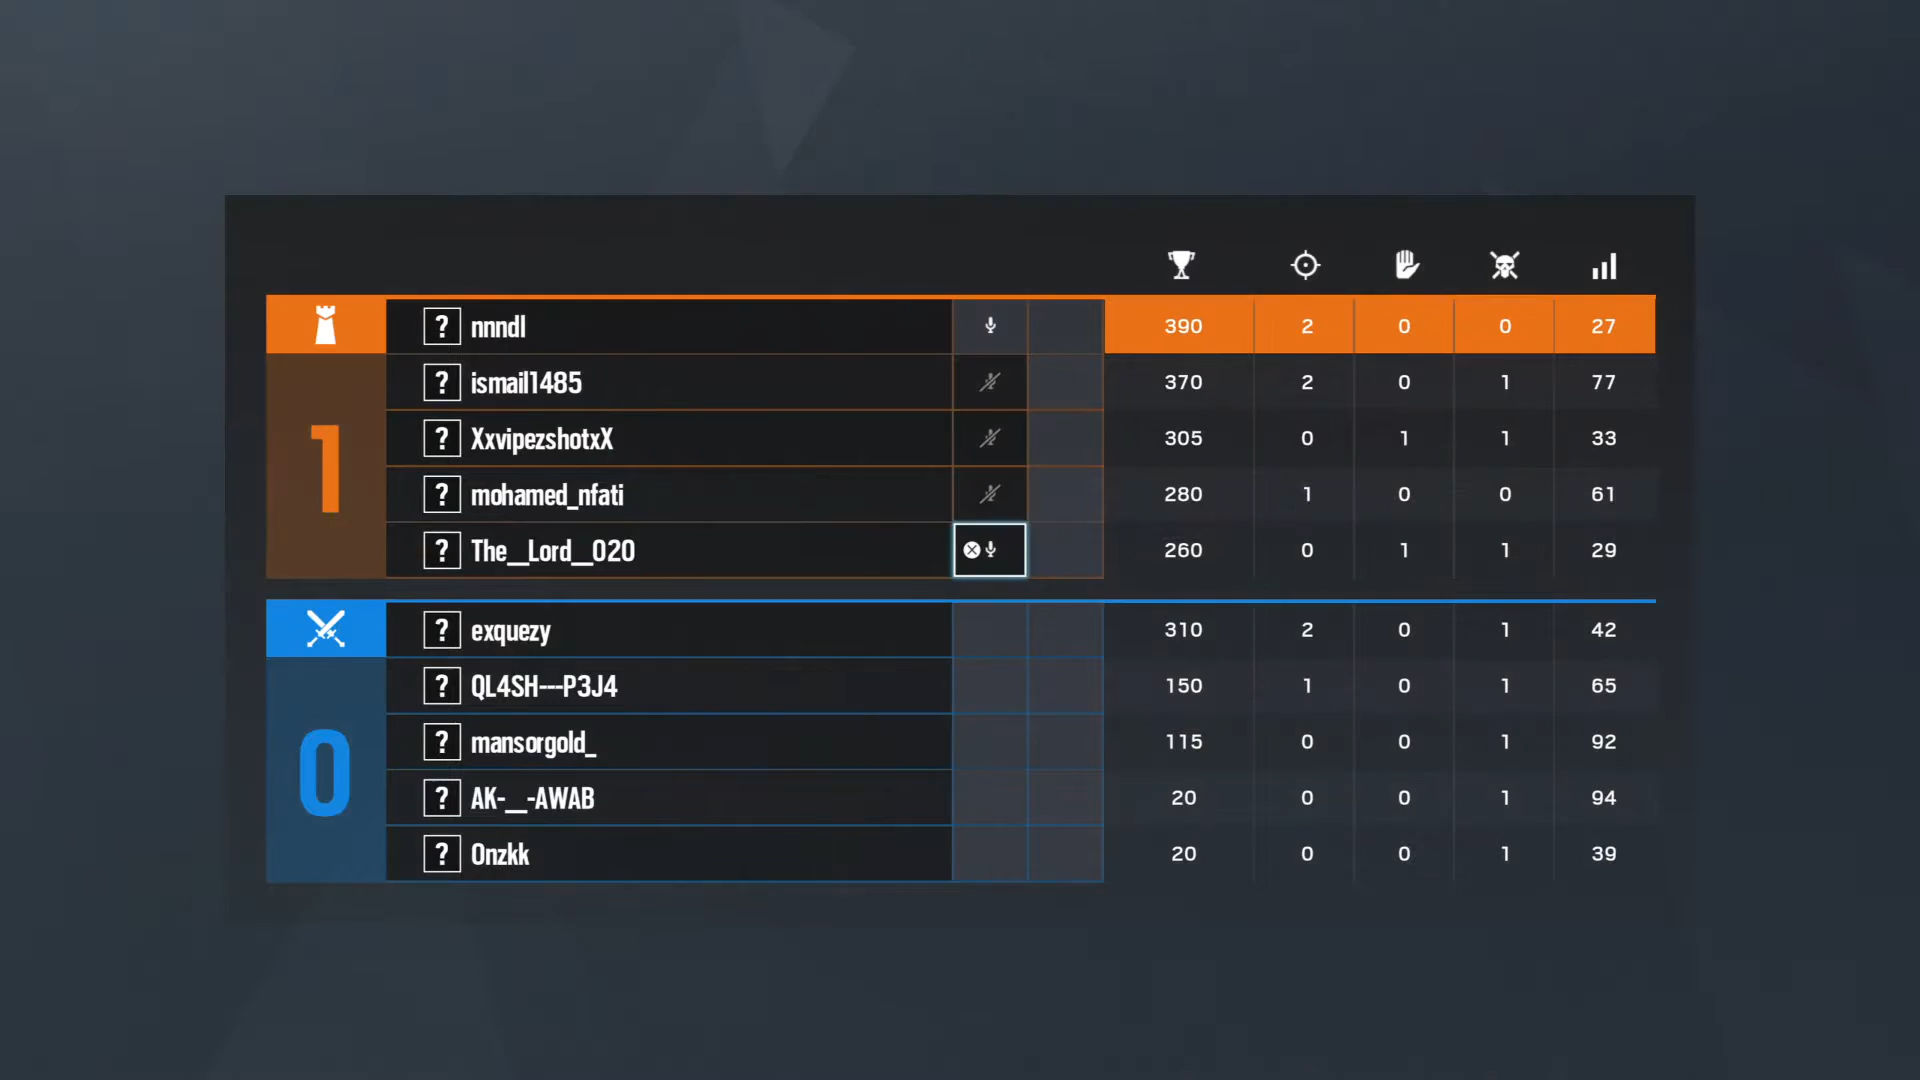 ? nnndl 390 2 0 0 27
? ismail1485 370 2 0 1 77
? XxvipezshotxX 305 0 1 1 33
? mohamed_nfati 280 1 0 0 61
? The__Lord__020 260 0 1 1 29
1
? exquezy 310 2 0 1 42
? QL4SH---P3J4 150 1 0 1 65
? mansorgold_ 115 0 0 1 92
? AK-__-AWAB 20 0 0 1 94
? Onzkk 20 0 0 1 39
0